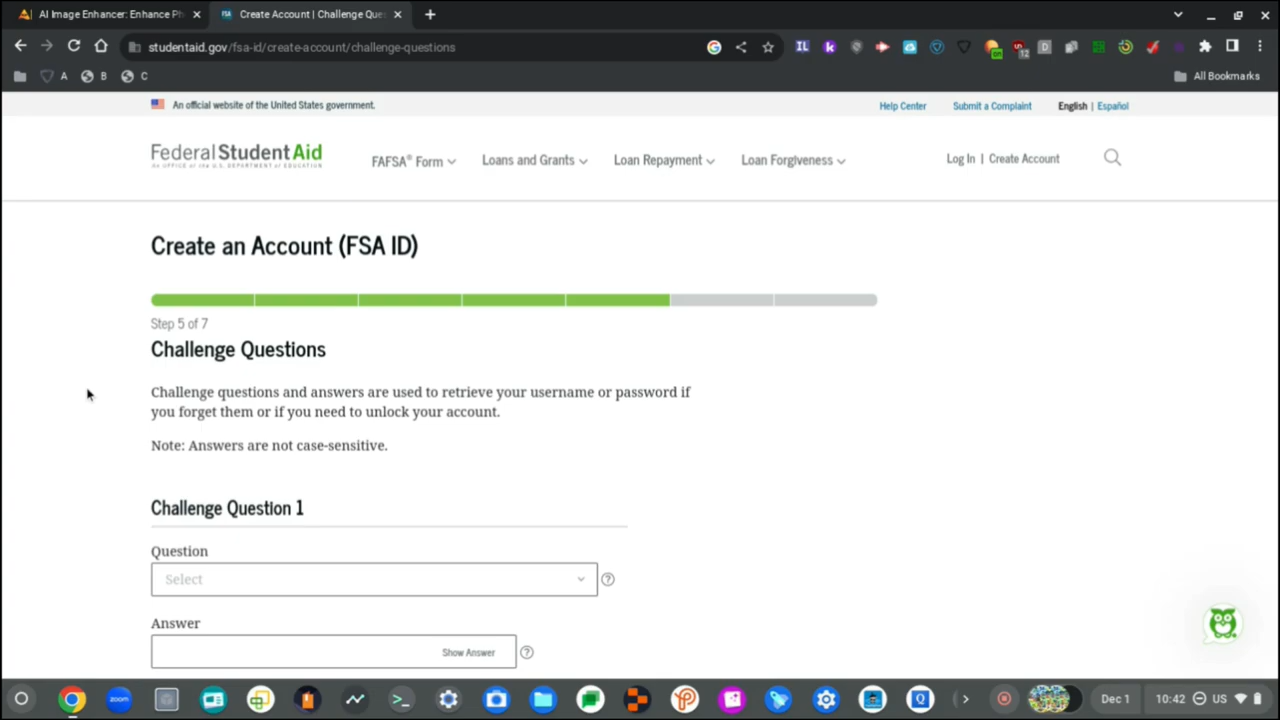 AI Image Enhancer: Enhance Ph
Create Account | Challenge Que
studentaid.gov/fsa-id/create-account/challenge-questions
A B C All Bookmarks
An official website of the United States government.
Help Center Submit a Complaint English | Español
Federal Student Aid
An OFFICE of the U.S. DEPARTMENT of EDUCATION
FAFSA® Form Loans and Grants Loan Repayment Loan Forgiveness Log In | Create Account
Create an Account (FSA ID)
Step 5 of 7
Challenge Questions
Challenge questions and answers are used to retrieve your username or password if
you forget them or if you need to unlock your account.
Note: Answers are not case-sensitive.
Challenge Question 1
Question
Select
Answer
Show Answer
zoom
Dec 1 10:42 US